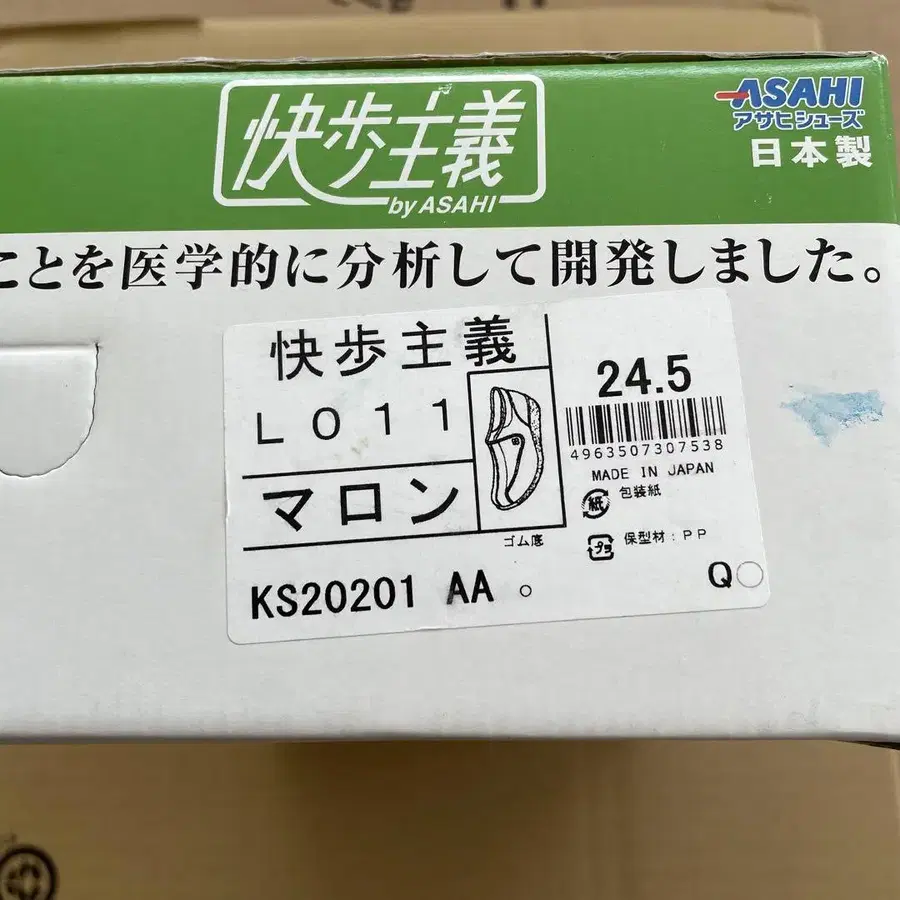 快歩主義
by ASAHI
ASAHI
アサヒシューズ
日本製
ことを医学的に分析して開発しました。
快歩主義
L011
マロン
ゴム底
KS20201 AA
24.5
4963507307538
MADE IN JAPAN
紙
包装紙
プラ
保型材:PP
Q